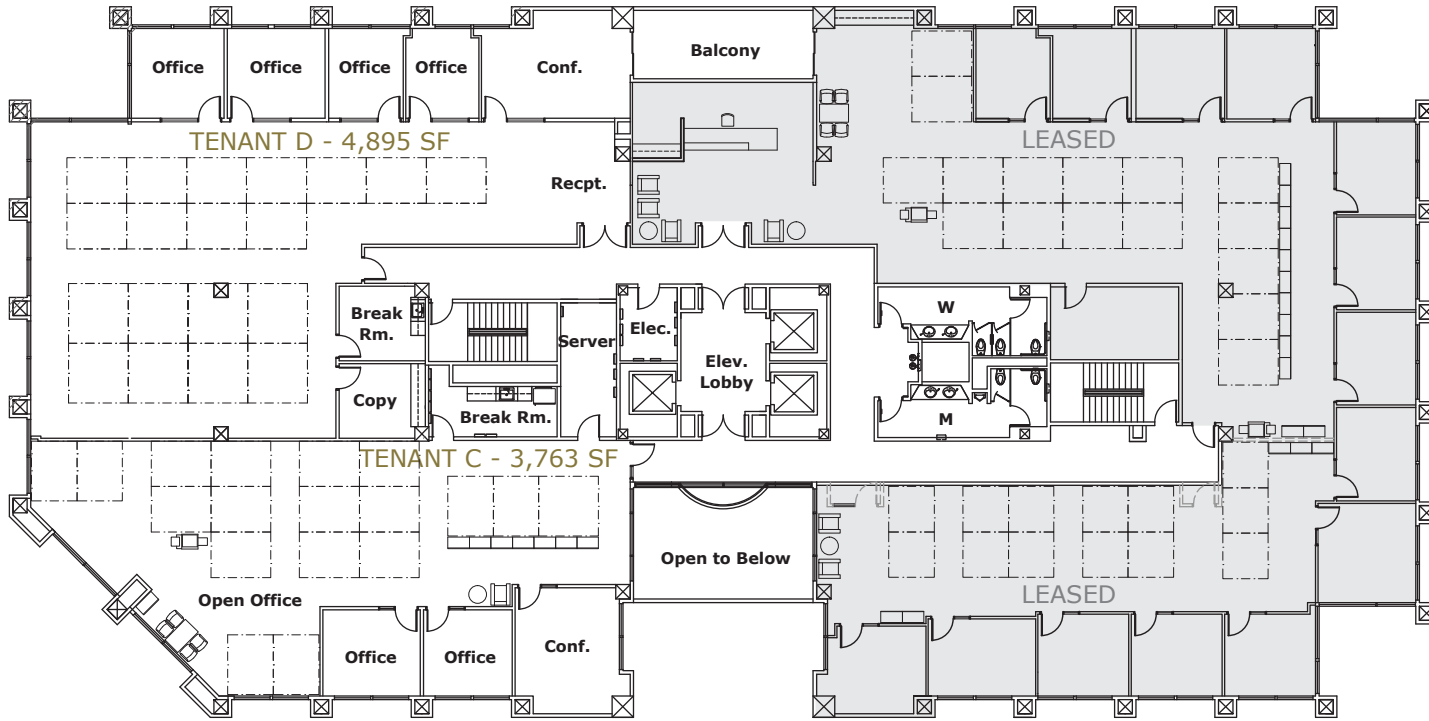 Balcony
Office
Office
Office
Office
Conf.
TENANT D - 4,895 SF
LEASED
Recpt.
Break
Rm.
Server
Elec.
W
Elev.
Lobby
Copy
Break Rm.
M
TENANT C - 3,763 SF
Open to Below
Open Office
LEASED
Office
Office
Conf.